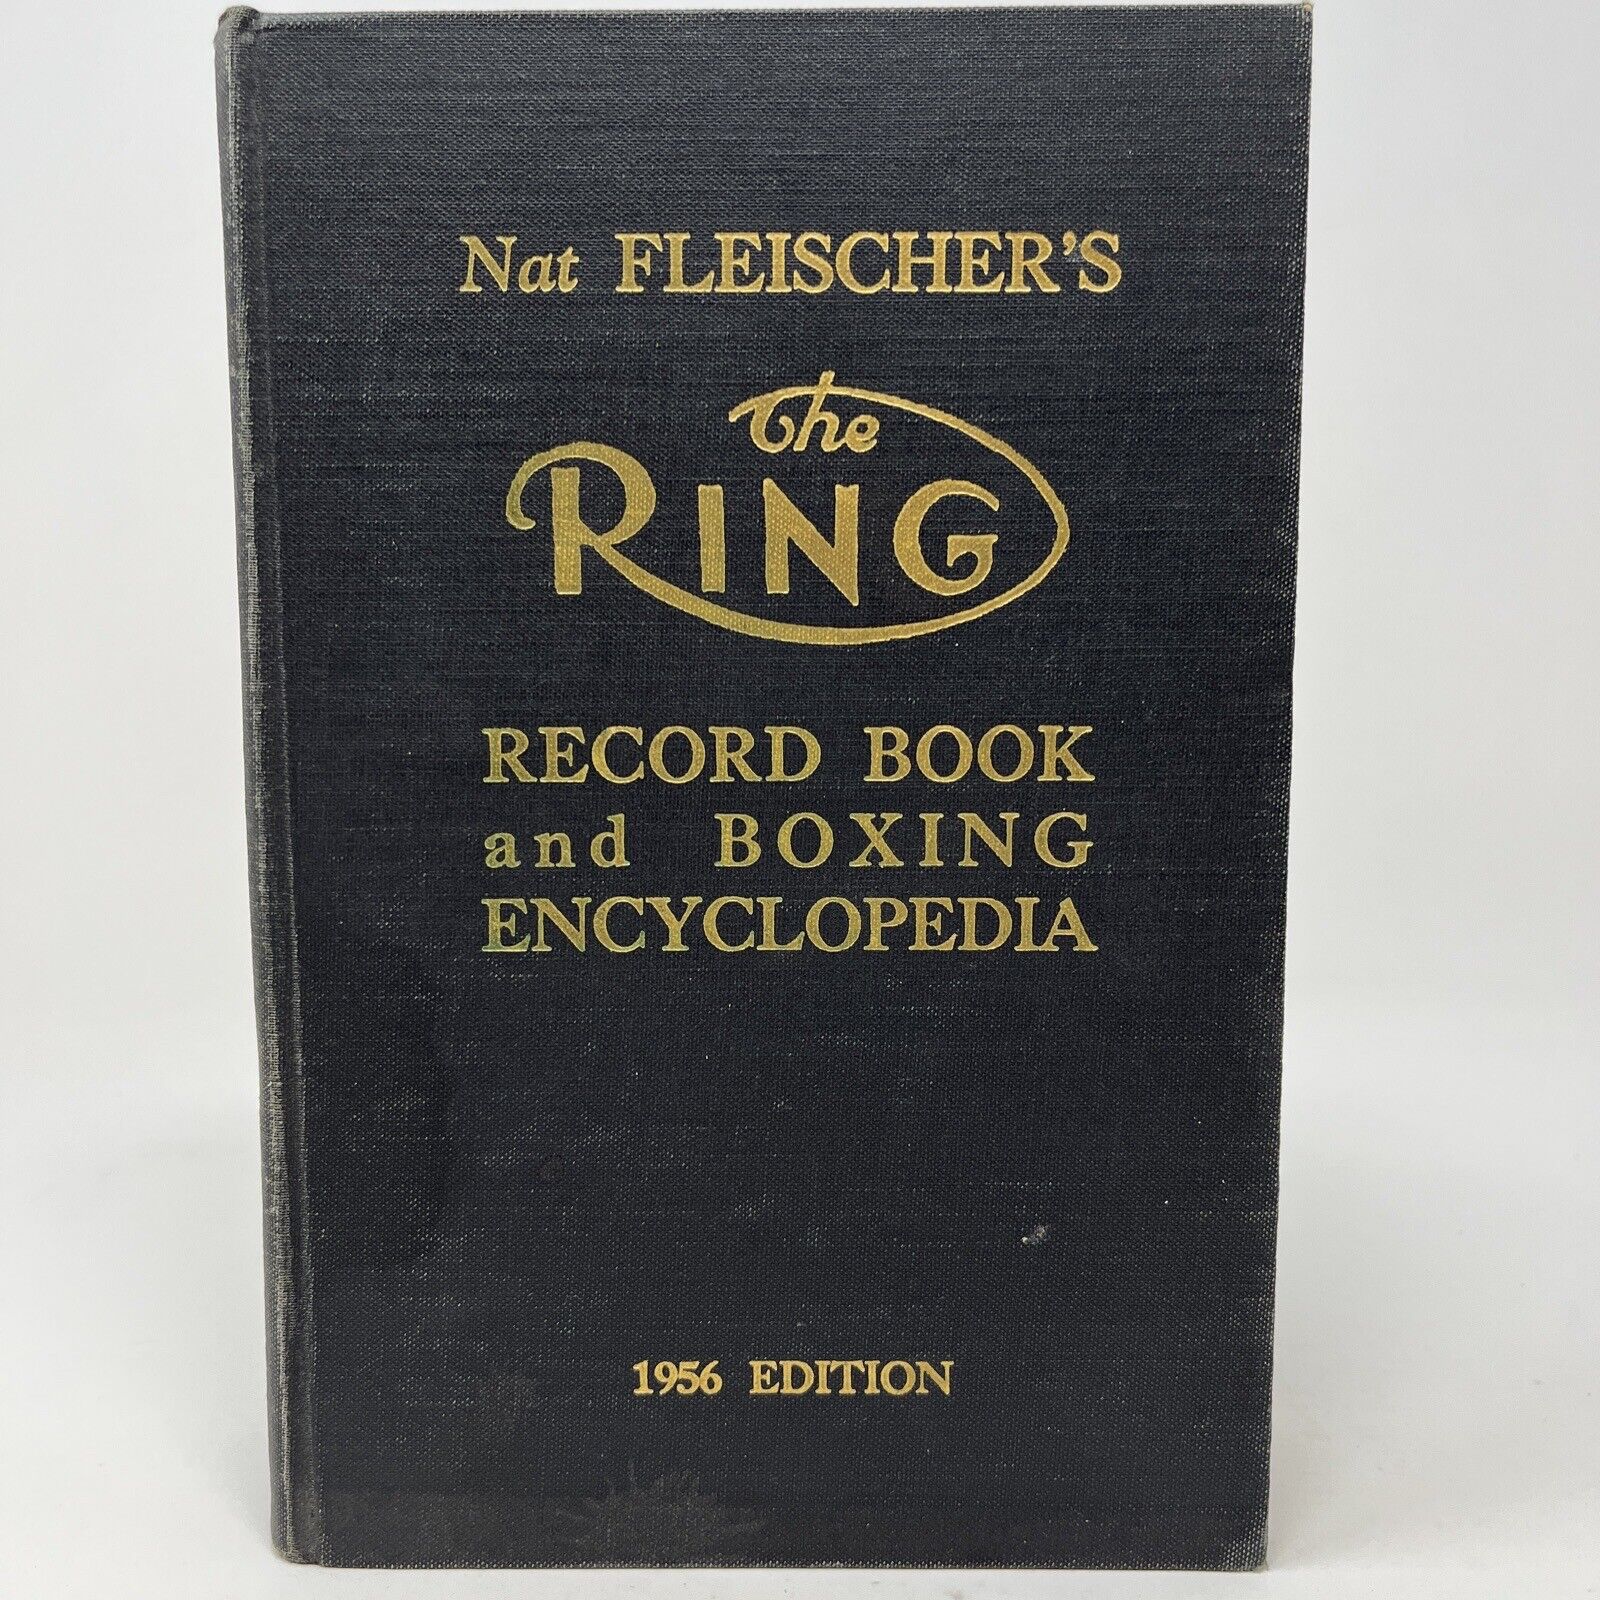 Nat FLEISCHER'S
The
RING
RECORD BOOK
and BOXING
ENCYCLOPEDIA
1956 EDITION